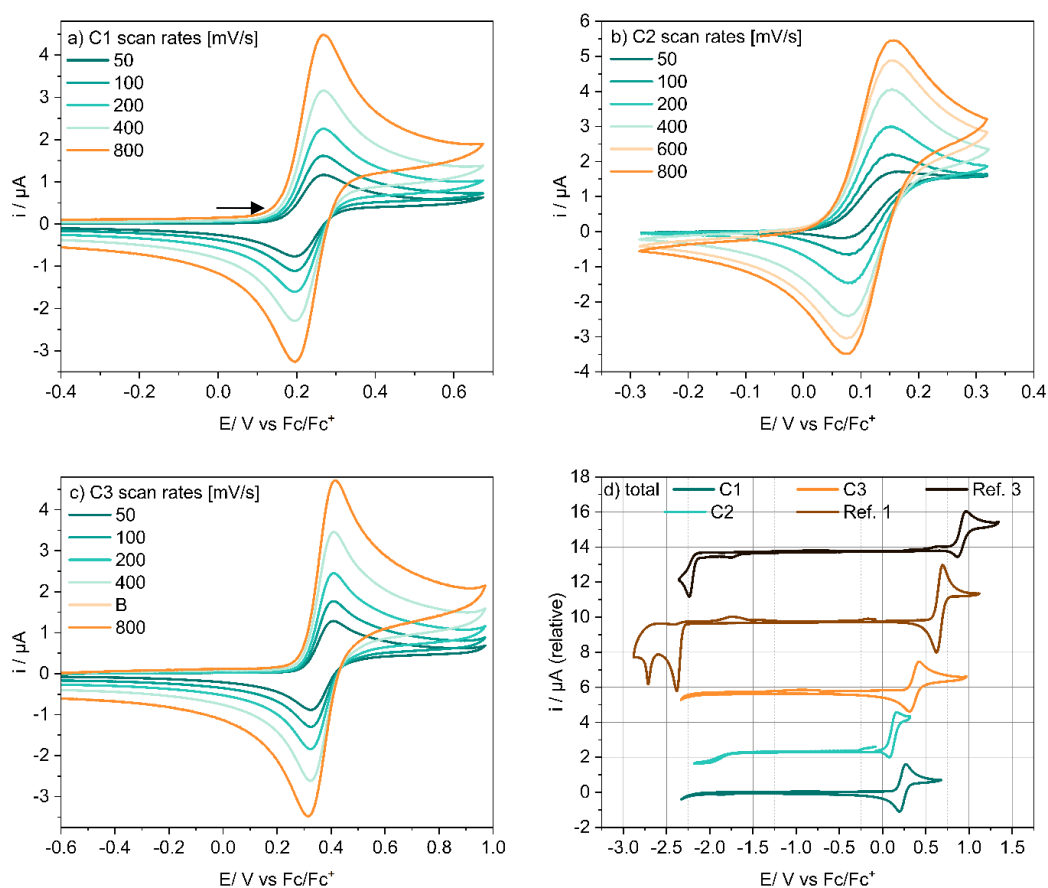 a) C1 scan rates [mV/s]
50
100
200
400
800
i / µA
4
3
2
1
0
-1
-2
-3
-0.4 -0.2 0.0 0.2 0.4 0.6
E/ V vs Fc/Fc+
b) C2 scan rates [mV/s]
50
100
200
400
600
800
i / µA
6
5
4
3
2
1
0
-1
-2
-3
-4
-0.3 -0.2 -0.1 0.0 0.1 0.2 0.3 0.4
E/ V vs Fc/Fc+
c) C3 scan rates [mV/s]
50
100
200
400
B
800
i / µA
4
3
2
1
0
-1
-2
-3
-0.6 -0.4 -0.2 0.0 0.2 0.4 0.6 0.8 1.0
E/ V vs Fc/Fc+
d) total
C1 C3 Ref. 3
C2 Ref. 1
i / µA (relative)
18
16
14
12
10
8
6
4
2
0
-2
-3.0 -2.5 -2.0 -1.5 -1.0 -0.5 0.0 0.5 1.0 1.5
E/ V vs Fc/Fc+